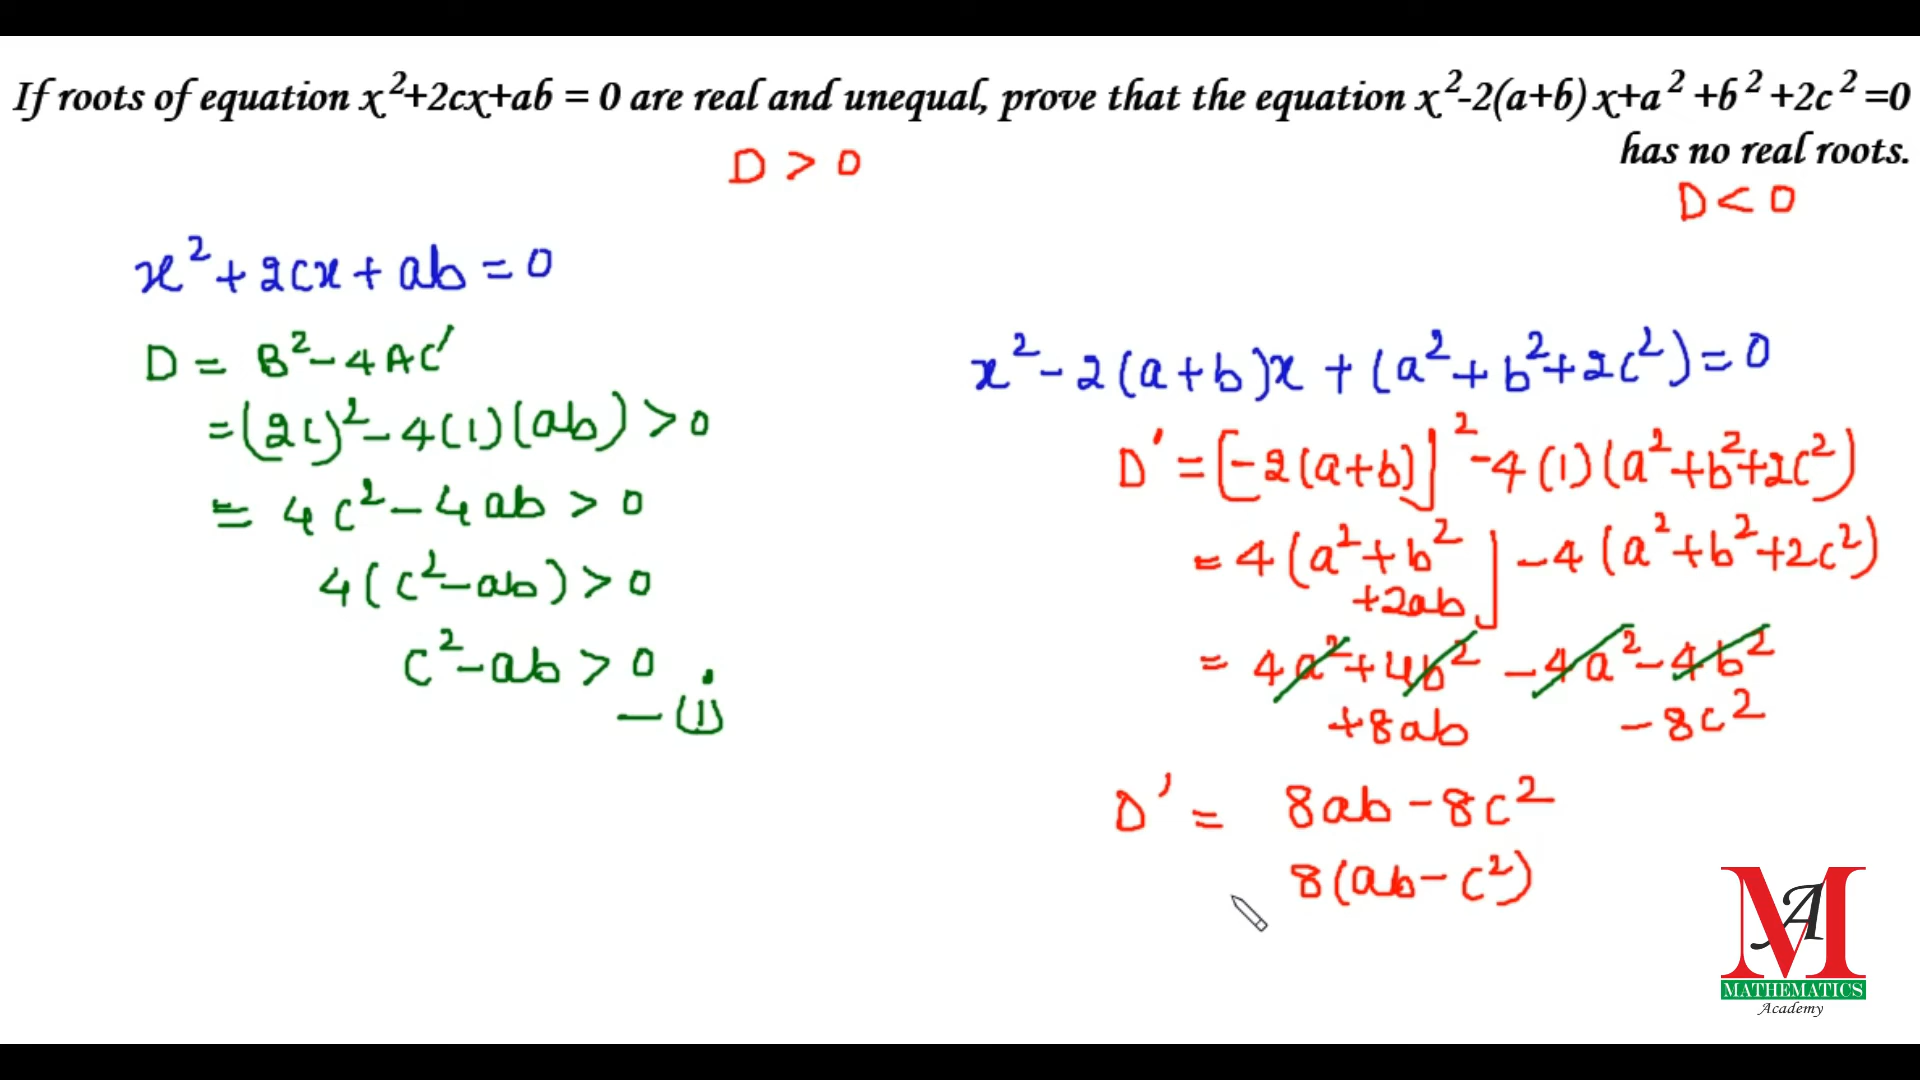 If roots of equation x²+2cx+ab = 0 are real and unequal, prove that the equation x²-2(a+b)x+a²+b²+2c²=0
has no real roots.
D > 0
D < 0
x² + 2cx + ab = 0
D = B² - 4AC'
= (2c)² - 4(1)(ab) > 0
= 4c² - 4ab > 0
4(c² - ab) > 0
c² - ab > 0
— (1)
x² - 2(a+b)x + (a² + b² + 2c²) = 0
D' = [-2(a+b)]² - 4(1)(a² + b² + 2c²)
= 4(a² + b² + 2ab] - 4(a² + b² + 2c²)
= 4a² + 4b² - 4a² - 4b²
+8ab - 8c²
D' = 8ab - 8c²
8(ab - c²)
MA
MATHEMATICS
Academy